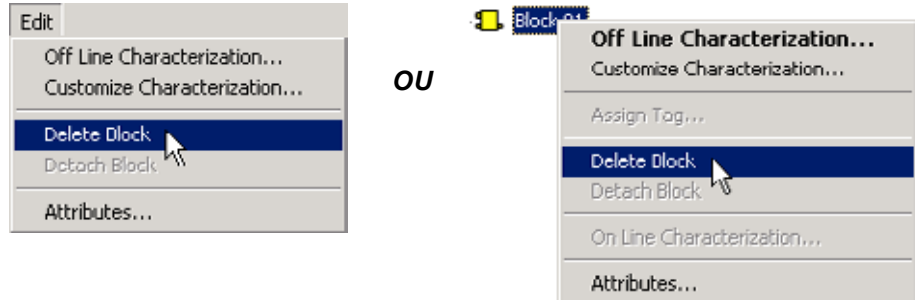 Edit
Off Line Characterization...
Customize Characterization...
Delete Block
Detach Block
Attributes...
OU
Block 01
Off Line Characterization...
Customize Characterization...
Assign Tag...
Delete Block
Detach Block
On Line Characterization...
Attributes...